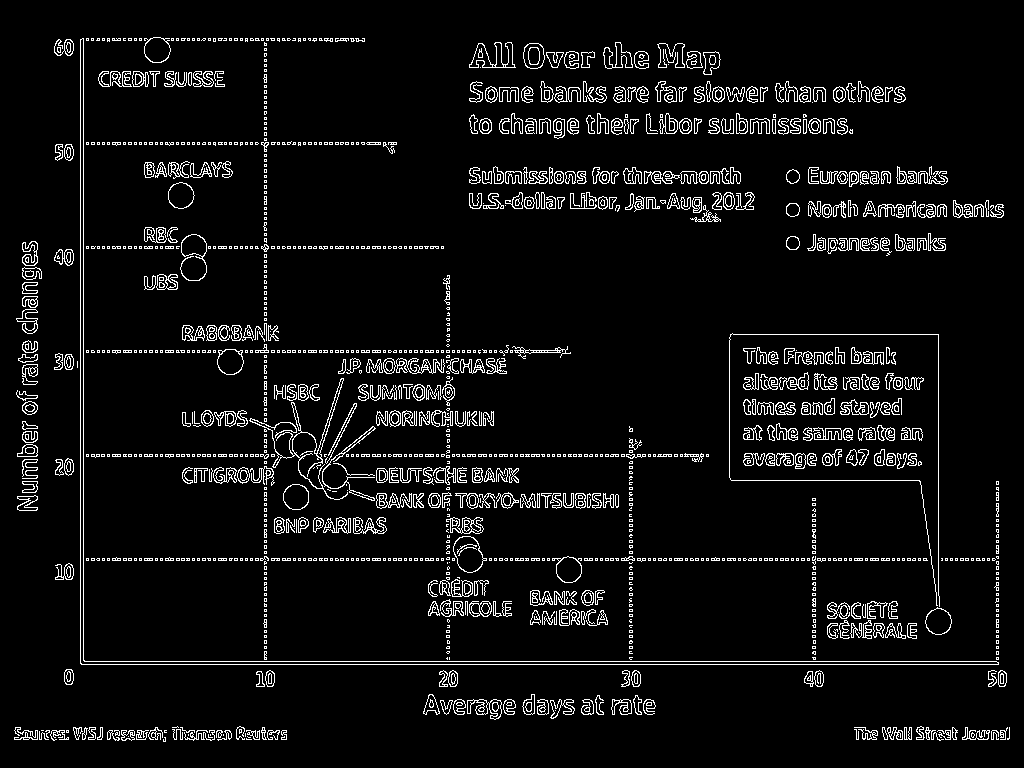 All Over the Map
Some banks are far slower than others
to change their Libor submissions.
Submissions for three-month
U.S.-dollar Libor, Jan.-Aug. 2012
European banks
North American banks
Japanese banks
Number of rate changes
60
50
40
30
20
10
0
CREDIT SUISSE
BARCLAYS
RBC
UBS
RABOBANK
J.P. MORGAN CHASE
HSBC
SUMITOMO
LLOYDS
NORINCHUKIN
CITIGROUP
DEUTSCHE BANK
BANK OF TOKYO-MITSUBISHI
BNP PARIBAS
RBS
CRÉDIT
AGRICOLE
BANK OF
AMERICA
The French bank
altered its rate four
times and stayed
at the same rate an
average of 47 days.
SOCIÉTÉ
GÉNÉRALE
10
20
30
40
50
Average days at rate
Sources: WSJ research; Thomson Reuters
The Wall Street Journal